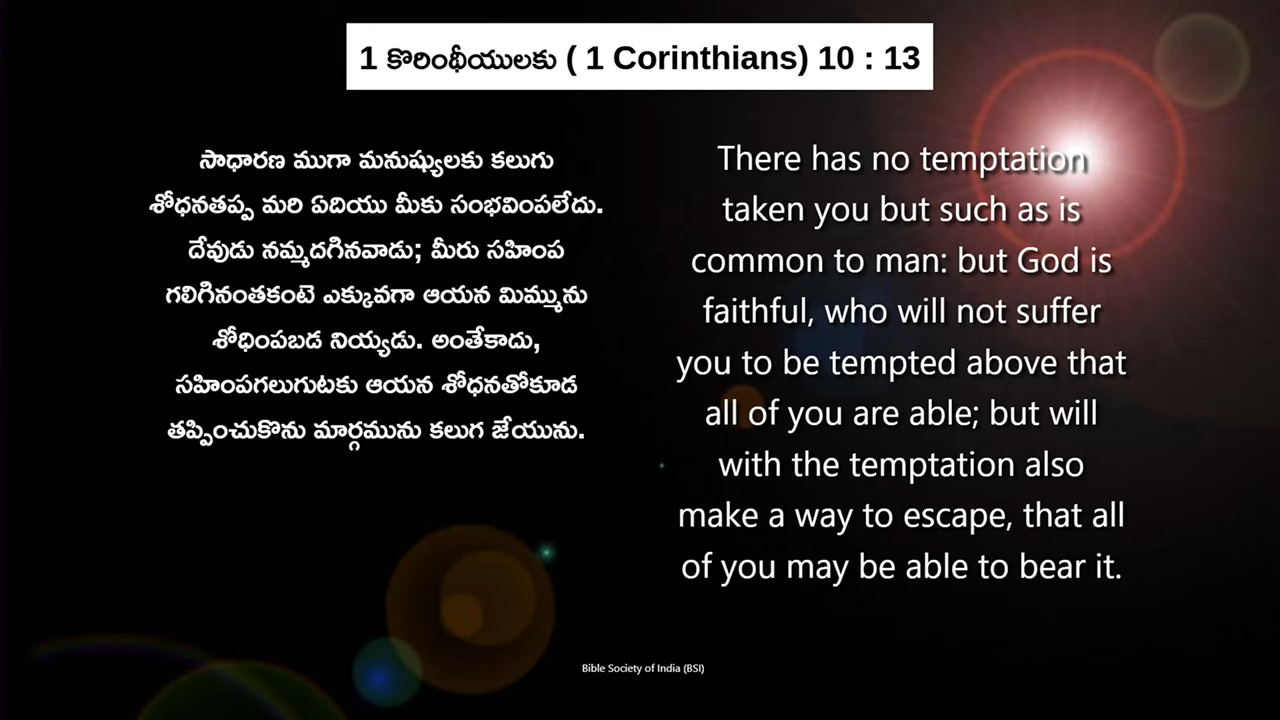 1 కొరింథీయులకు ( 1 Corinthians) 10 : 13
సాధారణ ముగా మనుష్యులకు కలుగు
శోధనతప్ప మరి ఏదియు మీకు సంభవింపలేదు.
దేవుడు నమ్మదగినవాడు; మీరు సహింప
గలిగినంతకంటె ఎక్కువగా ఆయన మిమ్మును
శోధింపబడ నియ్యడు. అంతేకాదు,
సహింపగలుగుటకు ఆయన శోధనతోకూడ
తప్పించుకొను మార్గమును కలుగ జేయును.
There has no temptation
taken you but such as is
common to man: but God is
faithful, who will not suffer
you to be tempted above that
all of you are able; but will
with the temptation also
make a way to escape, that all
of you may be able to bear it.
Bible Society of India (BSI)